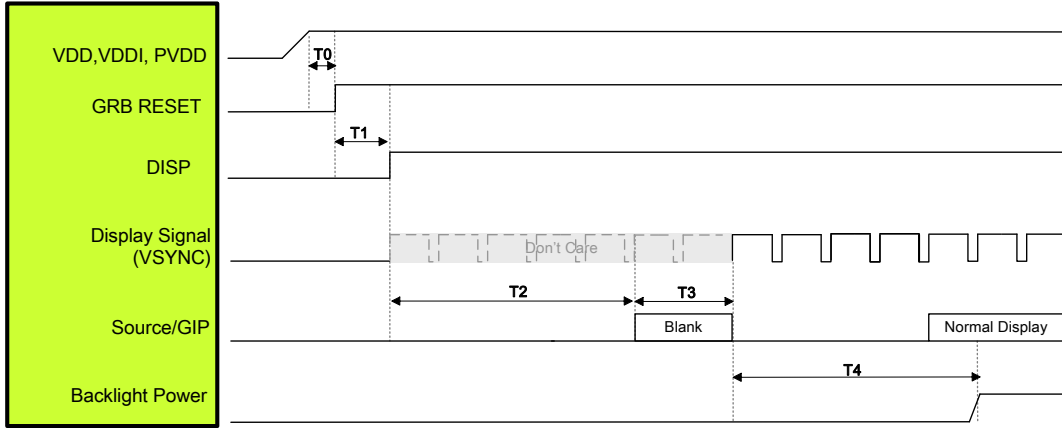 VDD,VDDI, PVDD
T0
GRB RESET
T1
DISP
Display Signal
(VSYNC)
Don't Care
T2
T3
Source/GIP
Blank
Normal Display
T4
Backlight Power